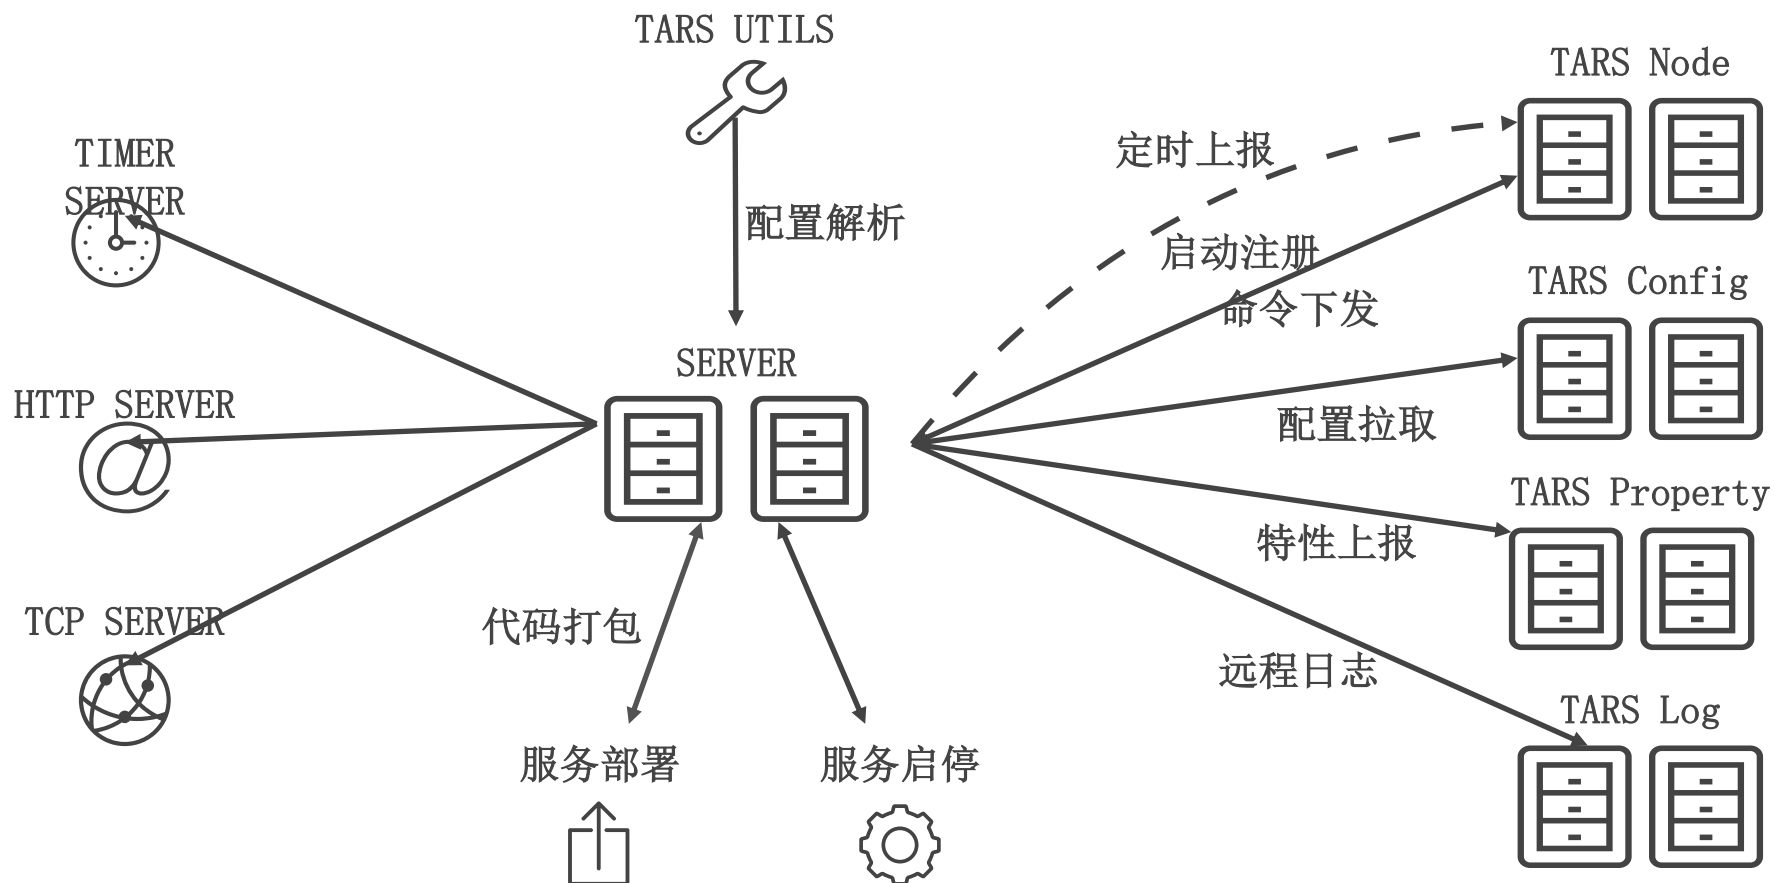 TARS UTILS
TARS Node
定时上报
TIMER
SERVER
配置解析
启动注册
命令下发
TARS Config
SERVER
HTTP SERVER
配置拉取
TARS Property
特性上报
TCP SERVER
代码打包
远程日志
TARS Log
服务部署
服务启停